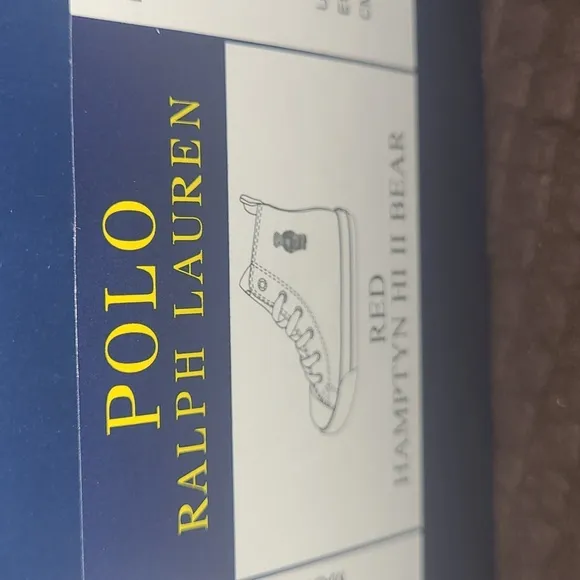 POLO
RALPH LAUREN
RED
HAMPTYN HI II BEAR